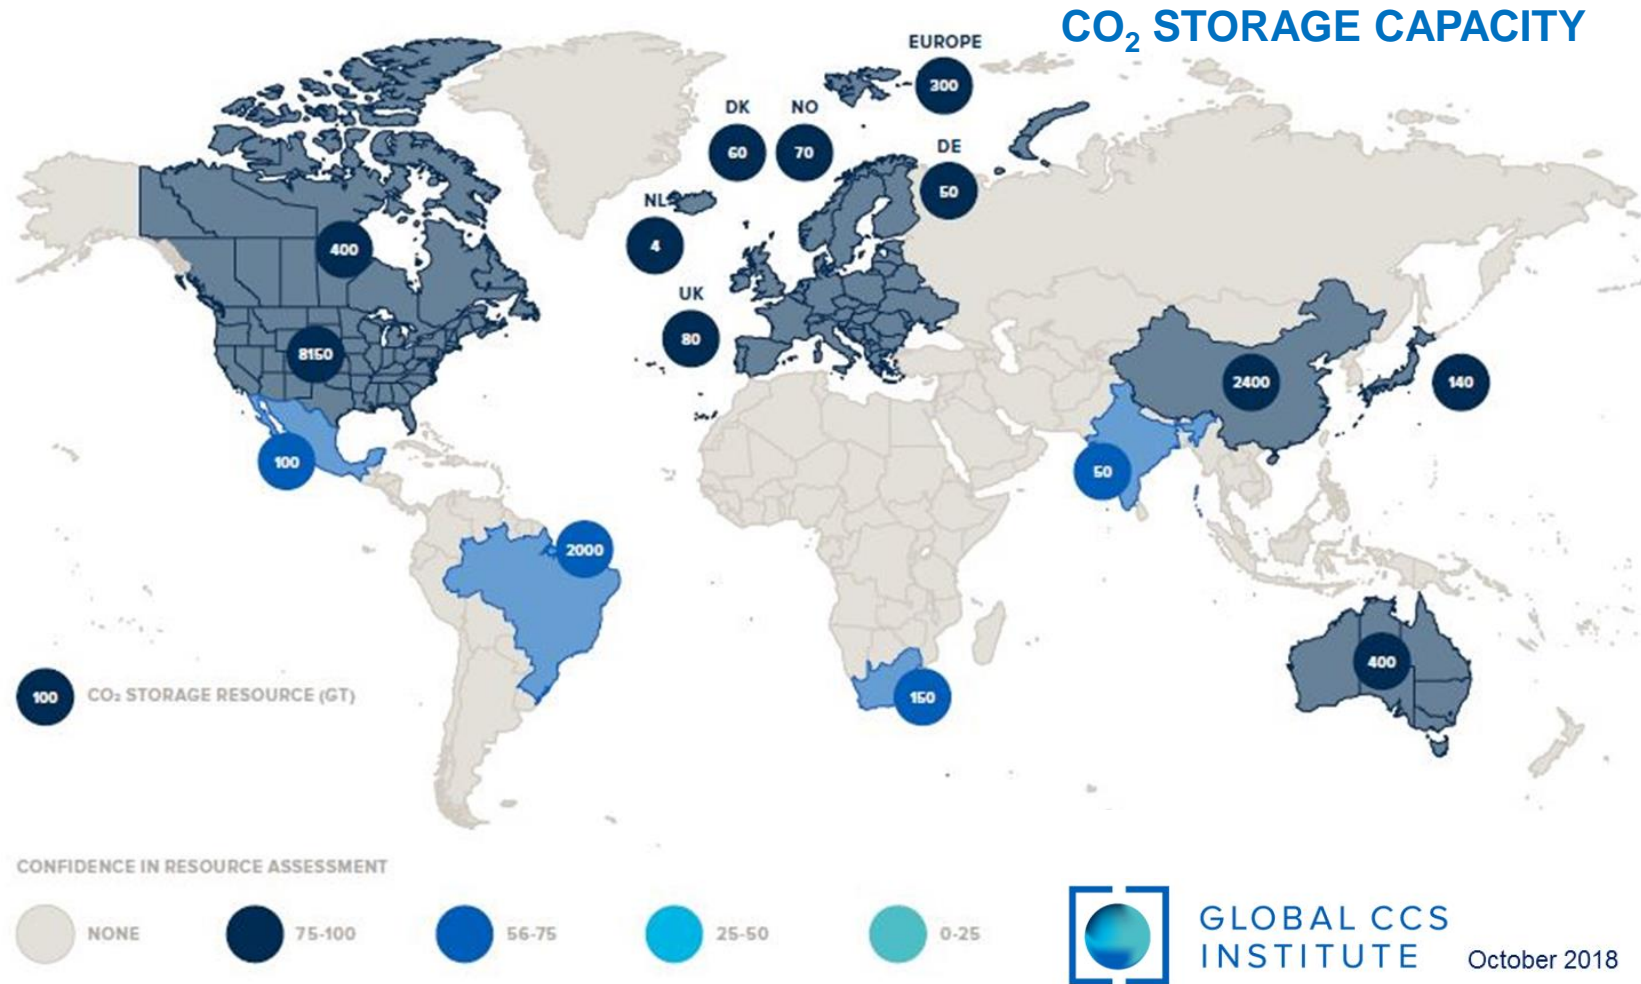 CO₂ STORAGE CAPACITY
EUROPE
300
DK
NO
60
70
DE
50
NL
4
400
UK
80
8150
2400
140
100
50
2000
400
150
100
CO₂ STORAGE RESOURCE (GT)
CONFIDENCE IN RESOURCE ASSESSMENT
NONE
75-100
56-75
25-50
0-25
GLOBAL CCS
INSTITUTE
October 2018